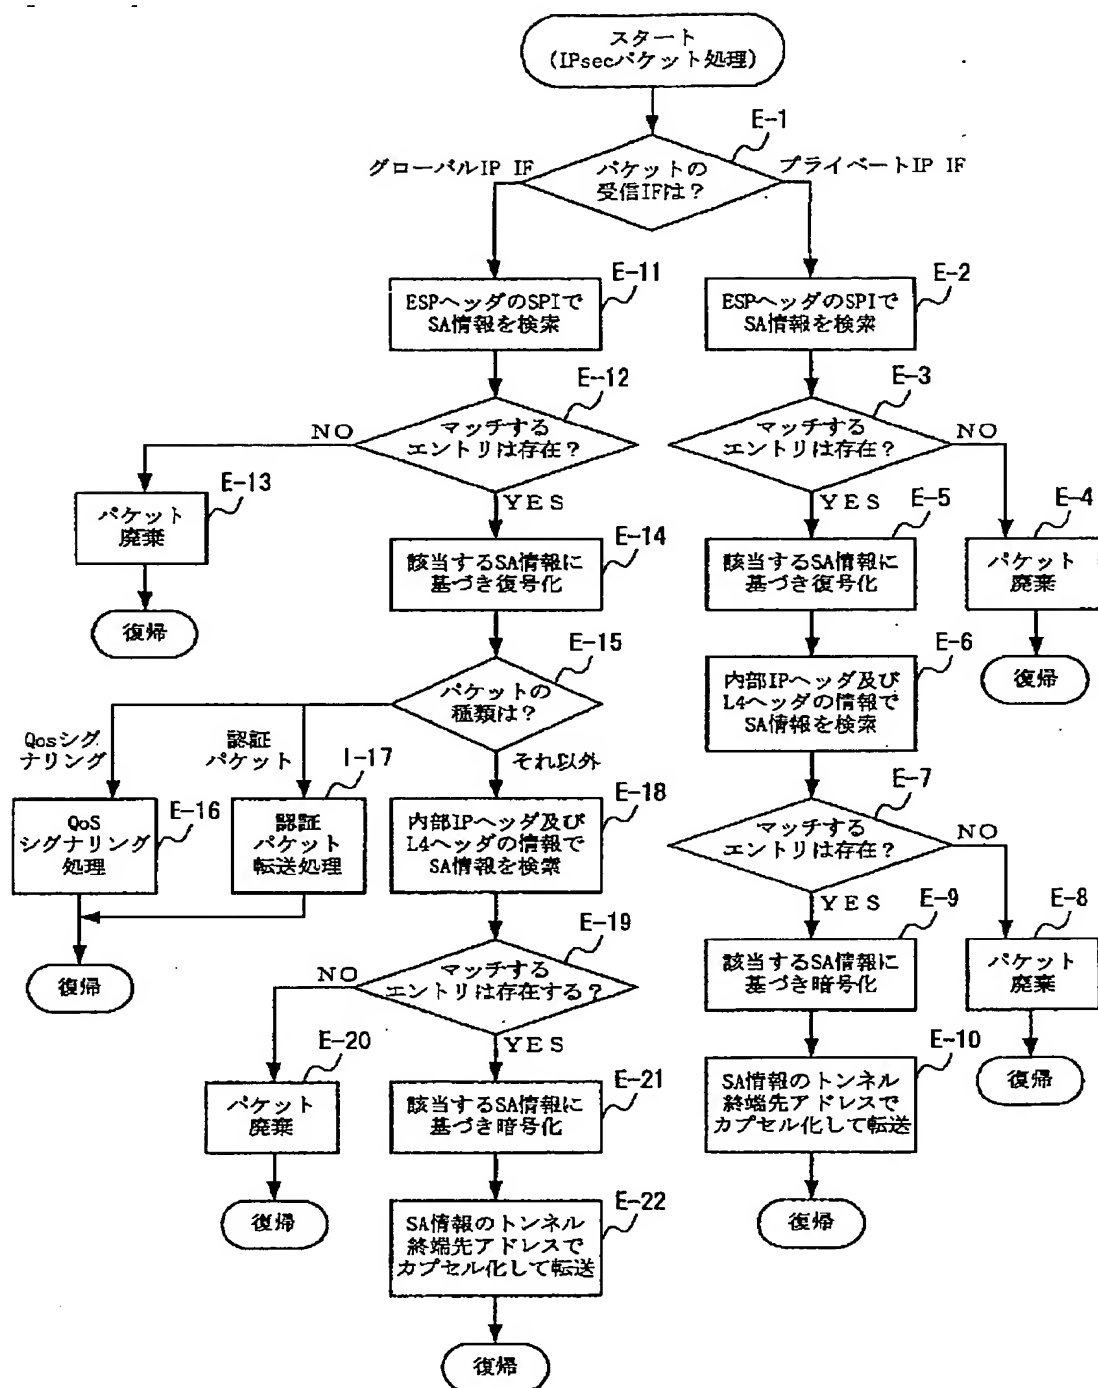 スタート
(IPsecパケット処理)
E-1
グローバルIP IF
パケットの
受信IFは?
プライベートIP IF
E-11
ESPヘッダのSPIで
SA情報を検索
E-2
ESPヘッダのSPIで
SA情報を検索
E-12
NO
マッチする
エントリは存在?
YES
E-3
マッチする
エントリは存在?
NO
YES
E-13
パケット
廃棄
復帰
E-14
該当するSA情報に
基づき復号化
E-5
該当するSA情報に
基づき復号化
E-4
パケット
廃棄
復帰
E-15
パケットの
種類は?
Qosシグ
ナリング
認証
パケット
それ以外
E-6
内部IPヘッダ及び
L4ヘッダの情報で
SA情報を検索
E-16
QoS
シグナリング
処理
I-17
認証
パケット
転送処理
復帰
E-18
内部IPヘッダ及び
L4ヘッダの情報で
SA情報を検索
E-7
マッチする
エントリは存在?
NO
YES
E-8
パケット
廃棄
復帰
E-19
NO
マッチする
エントリは存在する?
YES
E-9
該当するSA情報に
基づき暗号化
E-20
パケット
廃棄
復帰
E-21
該当するSA情報に
基づき暗号化
E-10
SA情報のトンネル
終端先アドレスで
カプセル化して転送
復帰
E-22
SA情報のトンネル
終端先アドレスで
カプセル化して転送
復帰